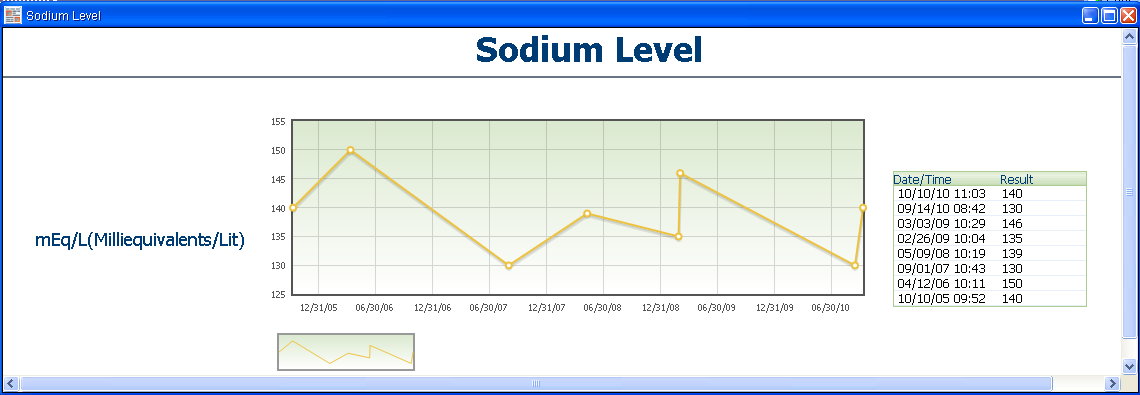 Sodium Level
Sodium Level
155
150
145
140
135
130
125
mEq/L(Milliequivalents/Lit)
12/31/05 06/30/06 12/31/06 06/30/07 12/31/07 06/30/08 12/31/08 06/30/09 12/31/09 06/30/10
Date/Time Result
10/10/10 11:03 140
09/14/10 08:42 130
03/03/09 10:29 146
02/26/09 10:04 135
05/09/08 10:19 139
09/01/07 10:43 130
04/12/06 10:11 150
10/10/05 09:52 140